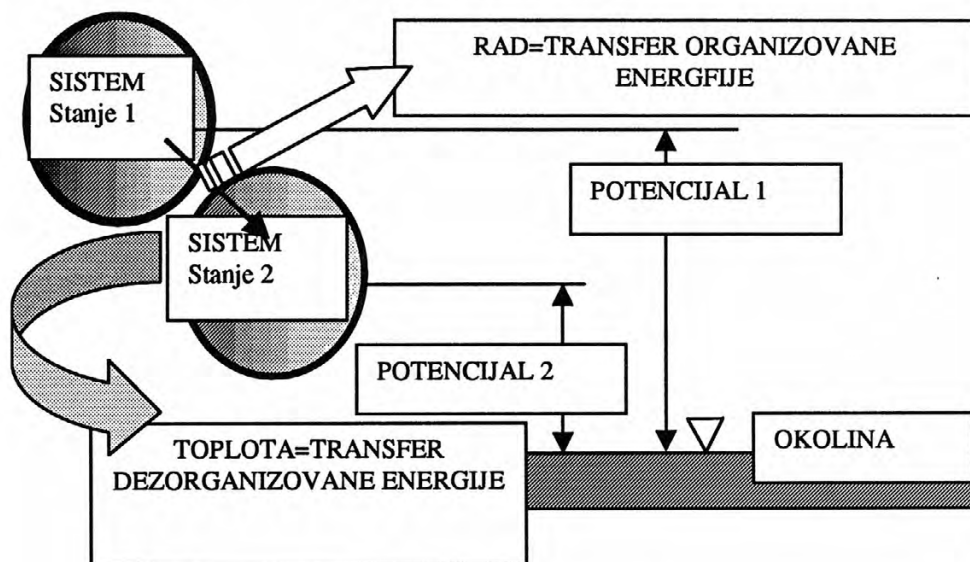 SISTEM
Stanje 1
RAD=TRANSFER ORGANIZOVANE
ENERGFIJE
POTENCIJAL 1
SISTEM
Stanje 2
POTENCIJAL 2
OKOLINA
TOPLOTA=TRANSFER
DEZORGANIZOVANE ENERGIJE